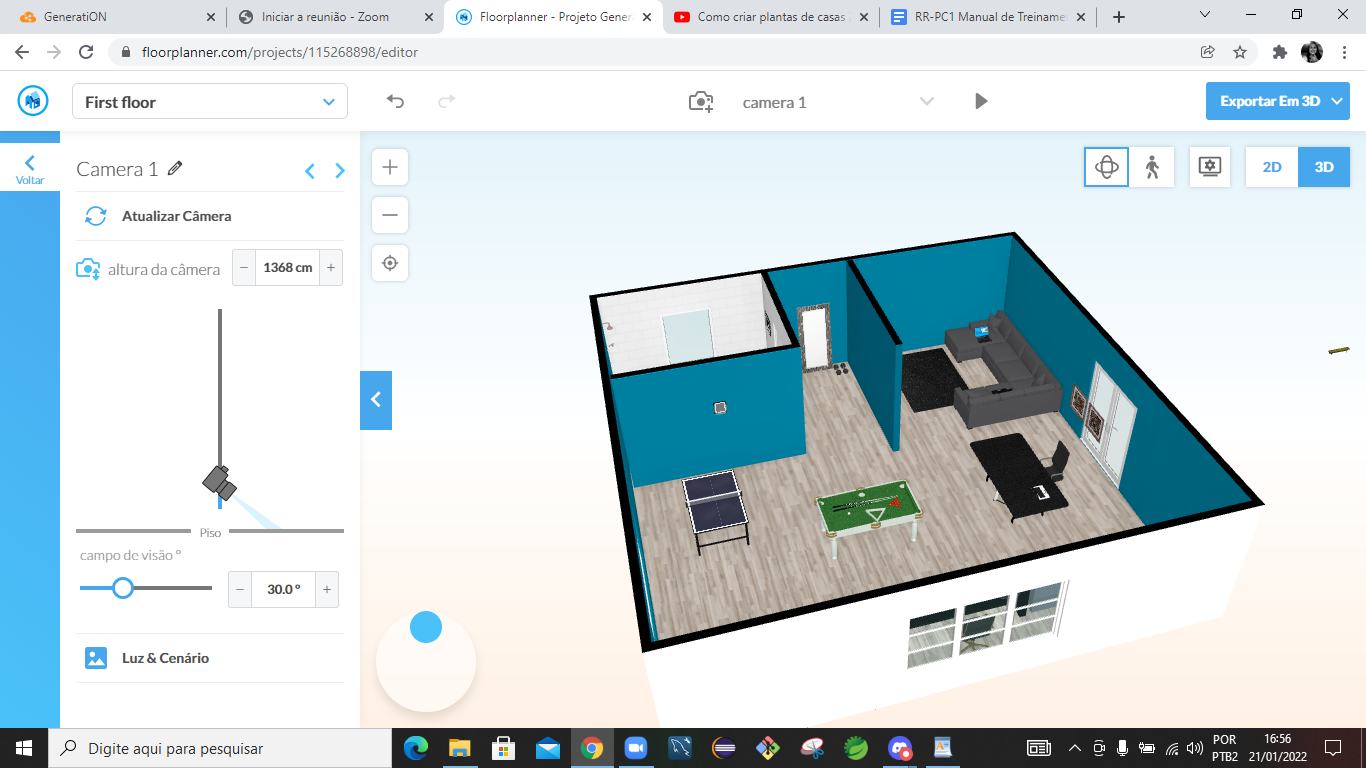 GeneratiON
Iniciar a reunião - Zoom
Floorplanner - Projeto Gener
Como criar plantas de casas
RR-PC1 Manual de Treiname
floorplanner.com/projects/115268898/editor
First floor
camera 1
Exportar Em 3D
Voltar
Camera 1
2D
3D
Atualizar Câmera
altura da câmera
1368 cm
Piso
campo de visão º
30.0 º
Luz & Cenário
Digite aqui para pesquisar
POR
PTB2
16:56
21/01/2022